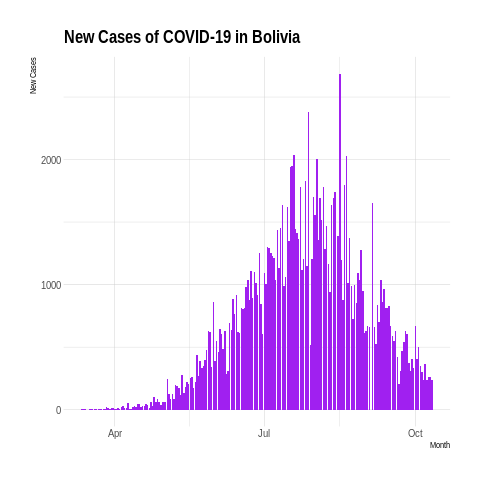 New Cases of COVID-19 in Bolivia
New Cases
2000
1000
0
Apr
Jul
Oct
Month